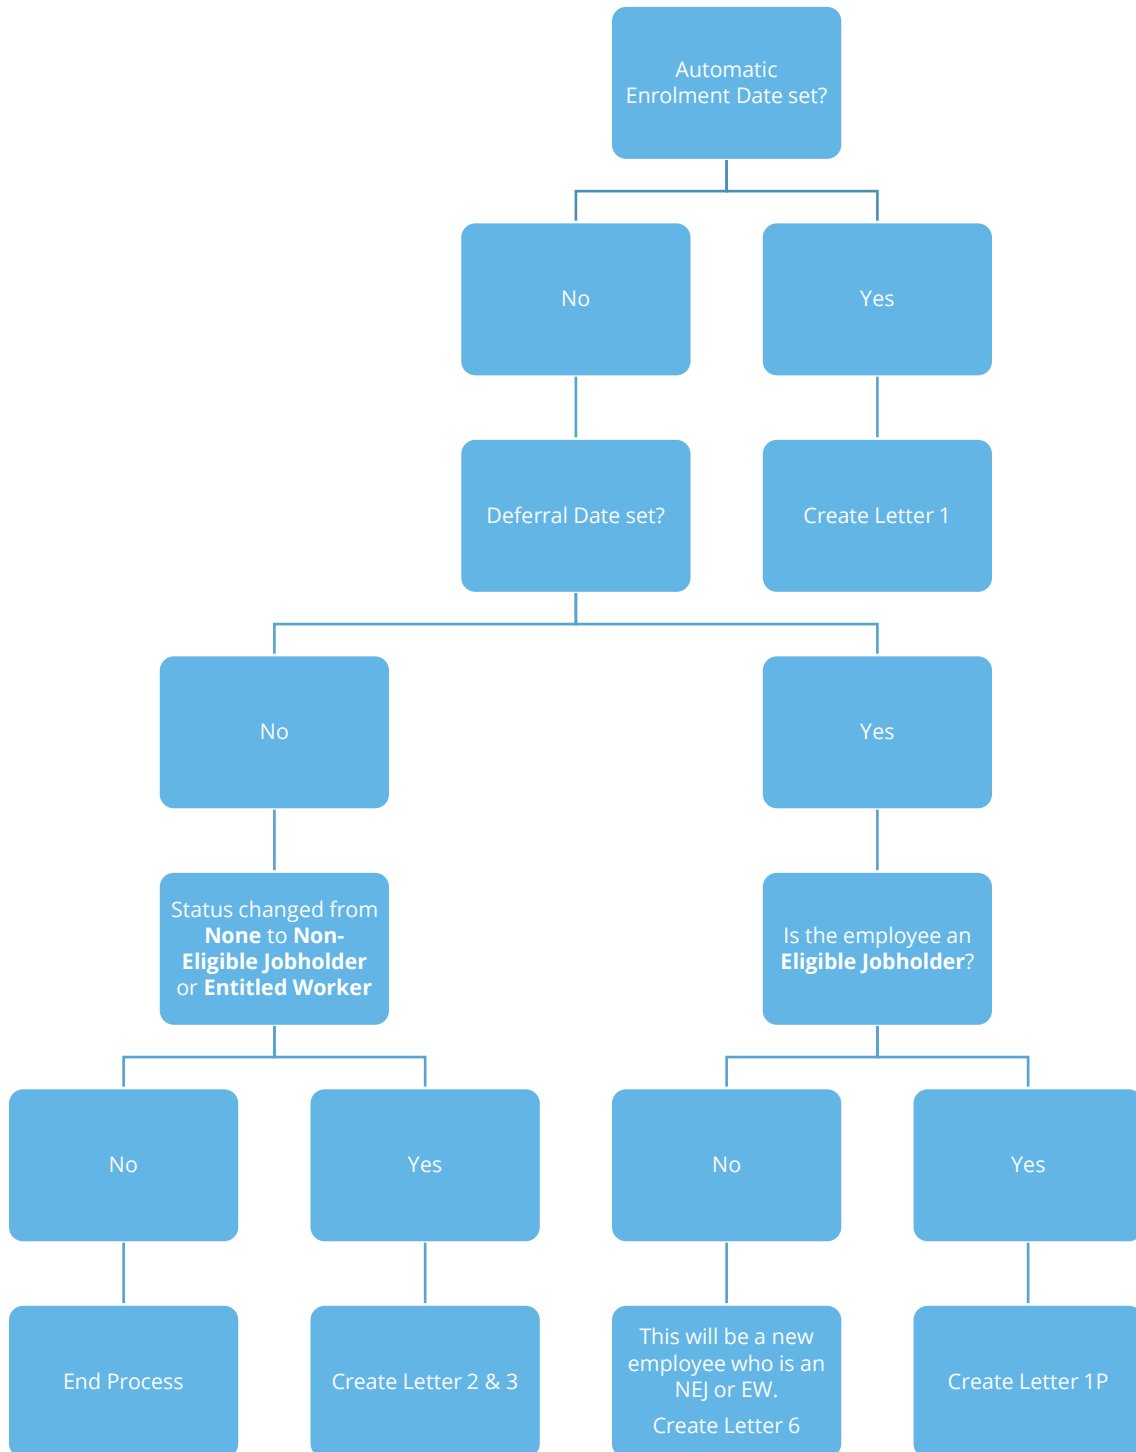 Automatic
Enrolment Date set?
No
Yes
Deferral Date set?
Create Letter 1
No
Yes
Status changed from
None to Non-
Eligible Jobholder
or Entitled Worker
Is the employee an
Eligible Jobholder?
No
Yes
No
Yes
End Process
Create Letter 2 & 3
This will be a new
employee who is an
NEJ or EW.
Create Letter 6
Create Letter 1P